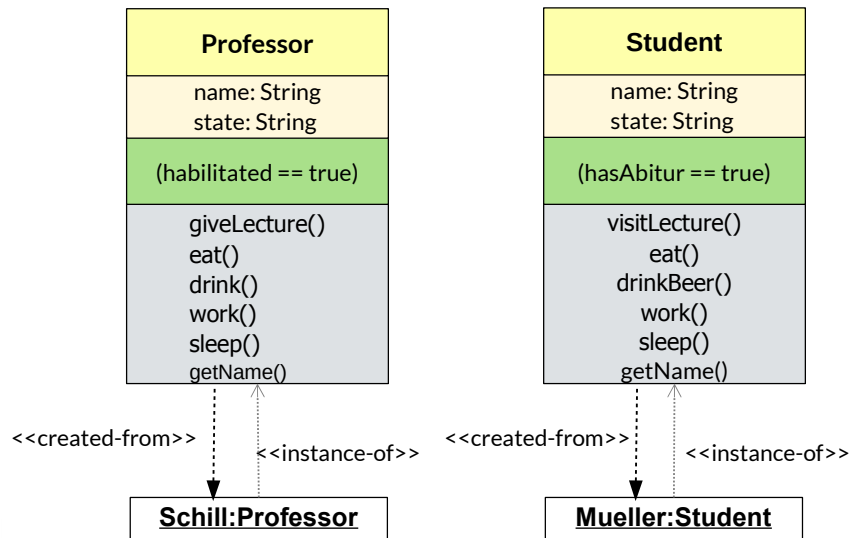 Professor
name: String
state: String
(habilitated == true)
giveLecture()
eat()
drink()
work()
sleep()
getName()
<<created-from>>
<<instance-of>>
Schill:Professor
Student
name: String
state: String
(hasAbitur == true)
visitLecture()
eat()
drinkBeer()
work()
sleep()
getName()
<<created-from>>
<<instance-of>>
Mueller:Student